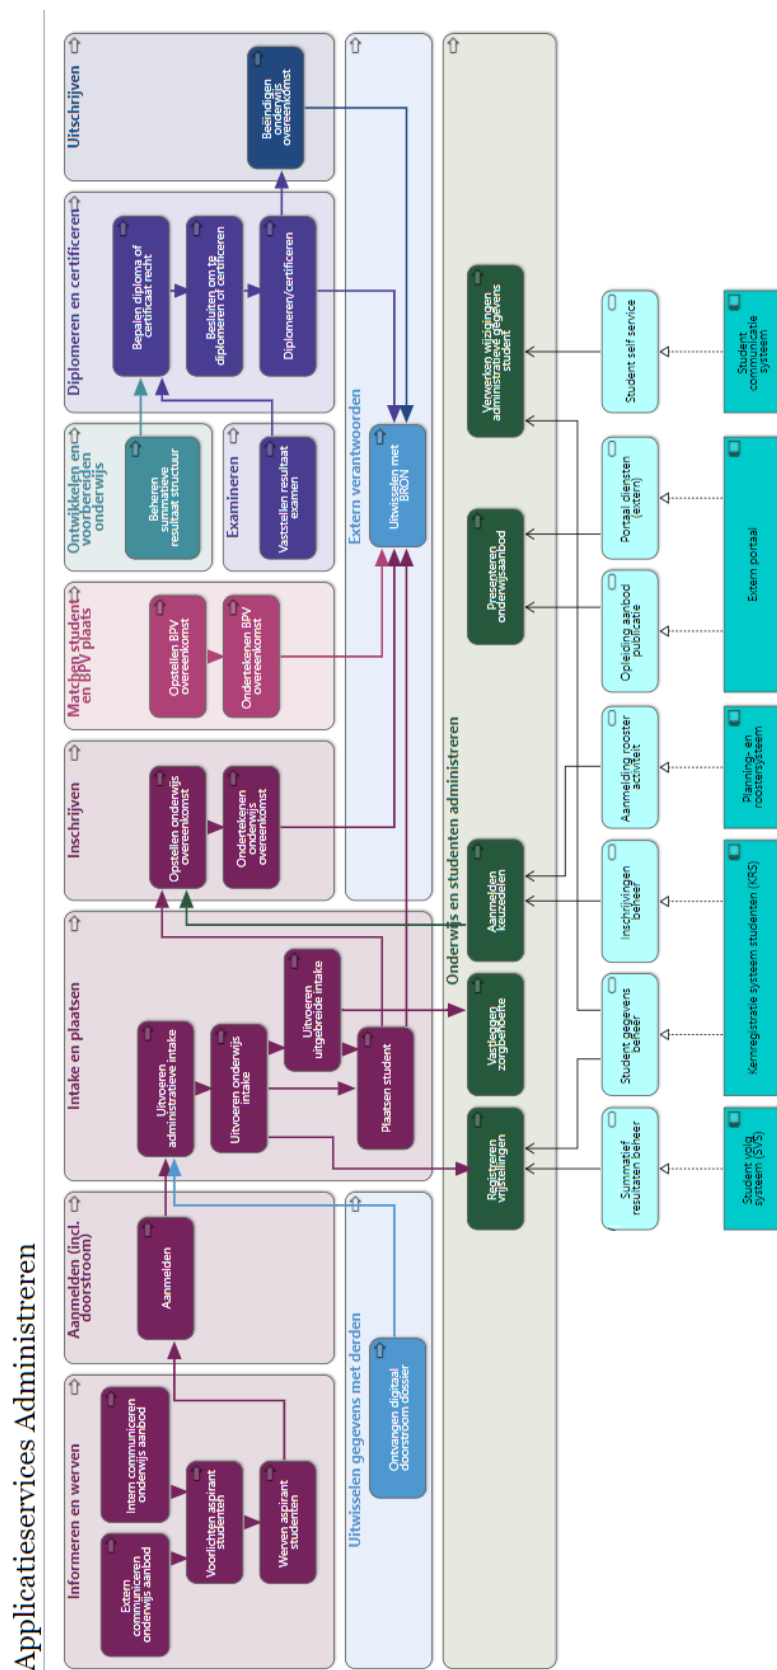 Applicatieservices Administreren
Informeren en werven
Extern
communiceren
onderwijs aanbod
Intern communiceren
onderwijs aanbod
Voorlichten aspirant
studenten
Werven aspirant
studenten
Aanmelden (incl.
doorstroom)
Aanmelden
Intake en plaatsen
Uitvoeren
administratieve intake
Uitvoeren onderwijs
intake
Uitvoeren
uitgebreide intake
Plaatsen student
Inschrijven
Opstellen onderwijs
overeenkomst
Ondertekenen
onderwijs
overeenkomst
Matchen student
en BPV plaats
Opstellen BPV
overeenkomst
Ondertekenen BPV
overeenkomst
Ontwikkelen en
voorbereiden
onderwijs
Beheren
summatieve
resultaat structuur
Examineren
Vaststellen resultaat
examen
Diplomeren en certificeren
Bepalen diploma of
certificaat recht
Besluiten om te
diplomeren of certificeren
Diplomeren/certificeren
Uitschrijven
Beëindigen
onderwijs
overeenkomst
Uitwisselen gegevens met derden
Ontvangen digitaal
doorstroom dossier
Extern verantwoorden
Uitwisselen met
BRON
Onderwijs en studenten administreren
Registreren
vrijstellingen
Vastleggen
zorgbehoefte
Aanmelden
keuzedelen
Presenteren
onderwijsaanbod
Verwerken wijzigingen
administratieve gegevens
student
Summatief
resultaten beheer
Student gegevens
beheer
Inschrijvingen
beheer
Aanmelding rooster
activiteit
Opleiding aanbod
publicatie
Portaal diensten
(extern)
Student self service
Student volg
systeem (SVS)
Kernregistratie systeem studenten (KRS)
Planning- en
roostersysteem
Extern portaal
Student
communicatie
systeem